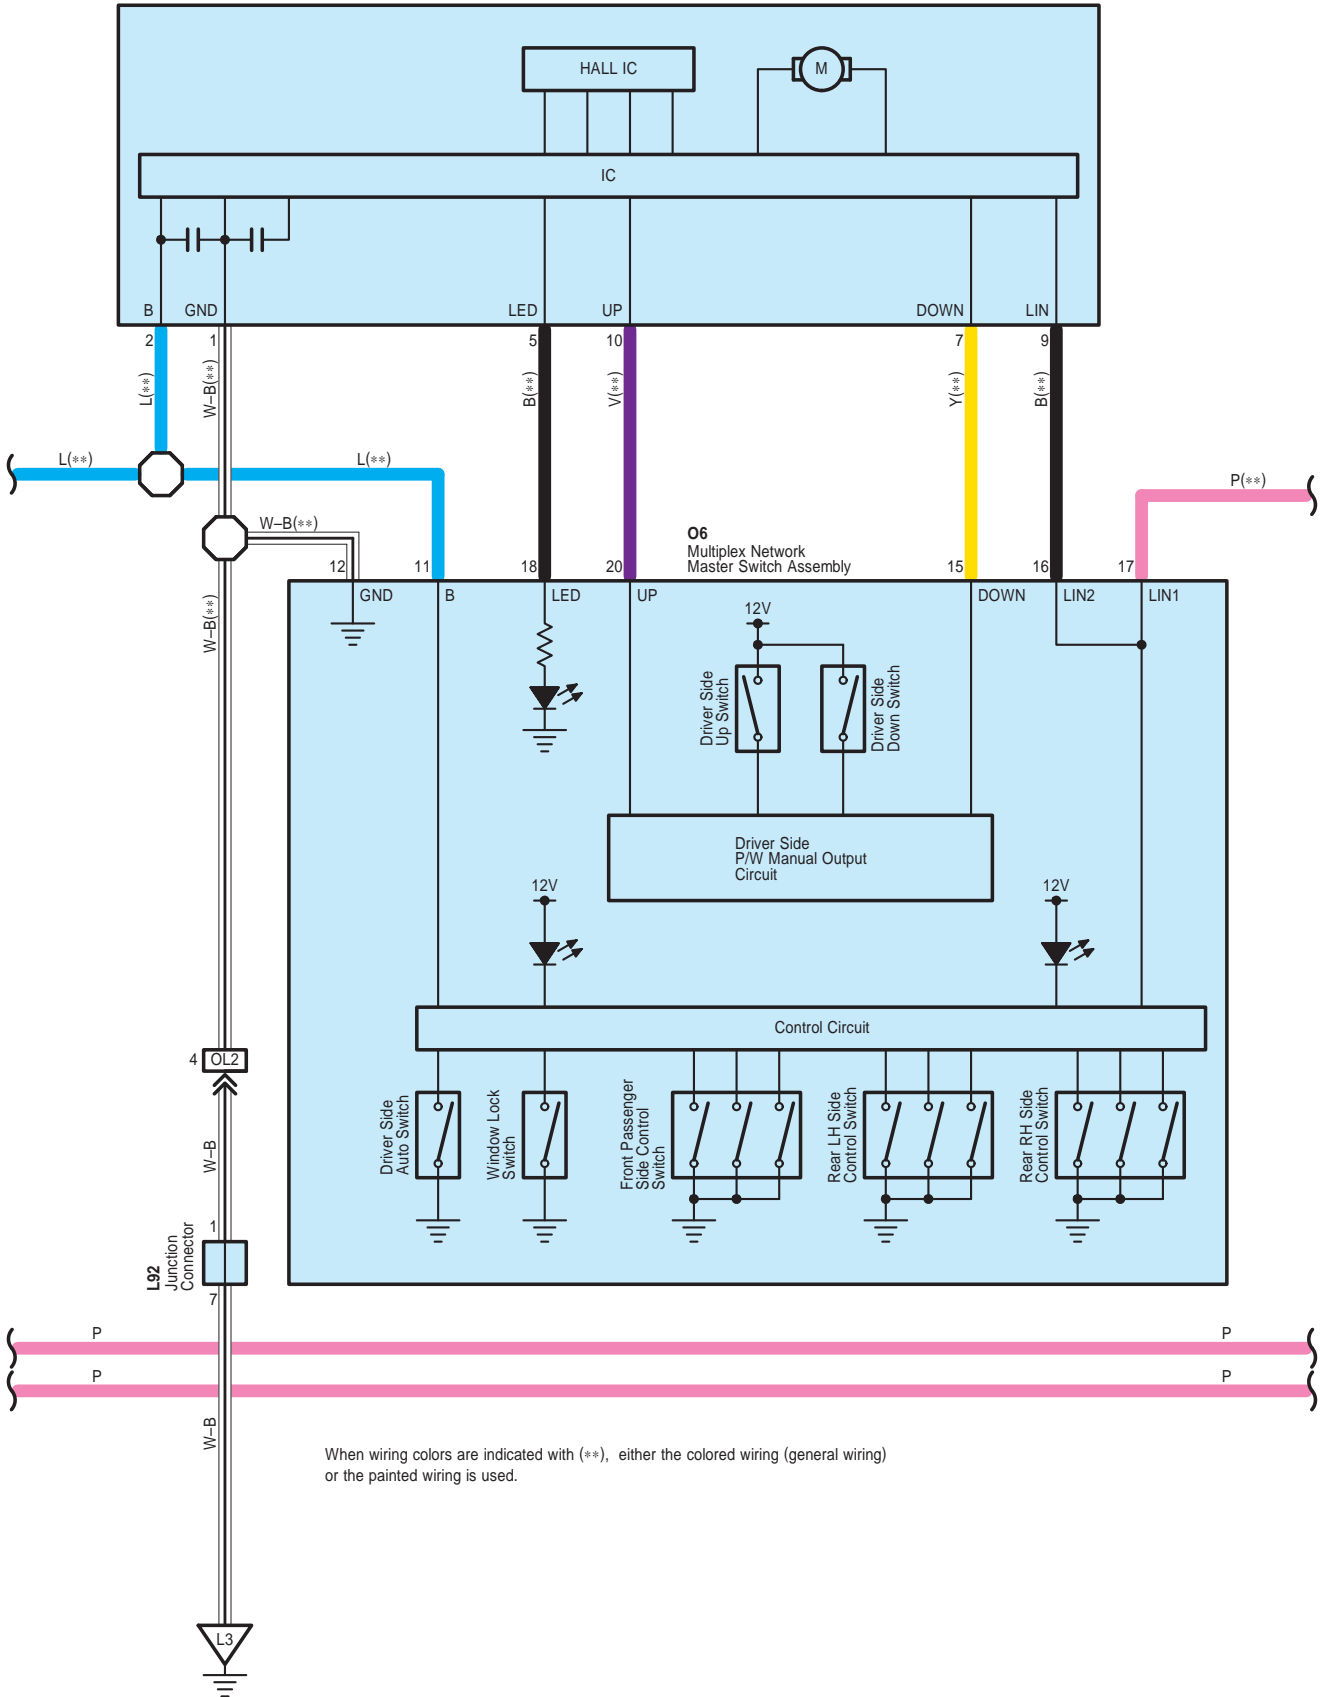 HALL IC
M
IC
B
GND
LED
UP
DOWN
LIN
2
1
5
10
7
9
L(**)
W-B(**)
B(**)
V(**)
Y(**)
B(**)
L(**)
L(**)
P(**)
W-B(**)
O6
Multiplex Network
Master Switch Assembly
12
11
18
20
15
16
17
GND
B
LED
UP
DOWN
LIN2
LIN1
W-B(**)
12V
Driver Side
Up Switch
Driver Side
Down Switch
Driver Side
P/W Manual Output
Circuit
12V
12V
Control Circuit
4
OL2
Driver Side
Auto Switch
Window Lock
Switch
Front Passenger
Side Control
Switch
Rear LH Side
Control Switch
Rear RH Side
Control Switch
W-B
1
L92
Junction
Connector
7
P
P
P
P
W-B
When wiring colors are indicated with (**), either the colored wiring (general wiring)
or the painted wiring is used.
L3